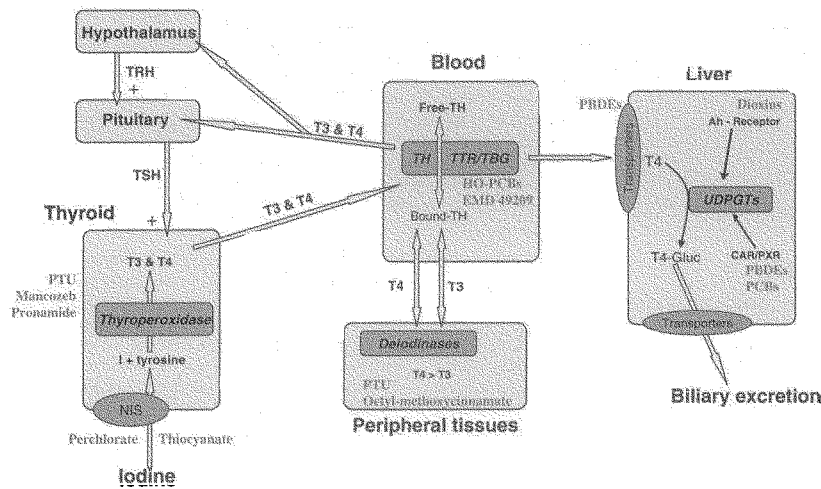 Hypothalamus
TRH
+
Pituitary
TSH
+
T3 & T4
Thyroid
T3 & T4
PTU
Mancozeb
Pronamide
Thyroperoxidase
I + tyrosine
NIS
Perchlorate Thiocyanate
Iodine
T3 & T4
Blood
Free-TH
TH TTR/TBG
HO-PCBs
EMD 49209
Bound-TH
T4 T3
Deiodinases
T4 > T3
PTU
Octyl-methoxycinnamate
Peripheral tissues
Liver
PBDEs
Transporters
Dioxins
Ah - Receptor
T4
UDPGTs
T4-Gluc
CAR/PXR
PBDEs
PCBs
Transporters
Biliary excretion